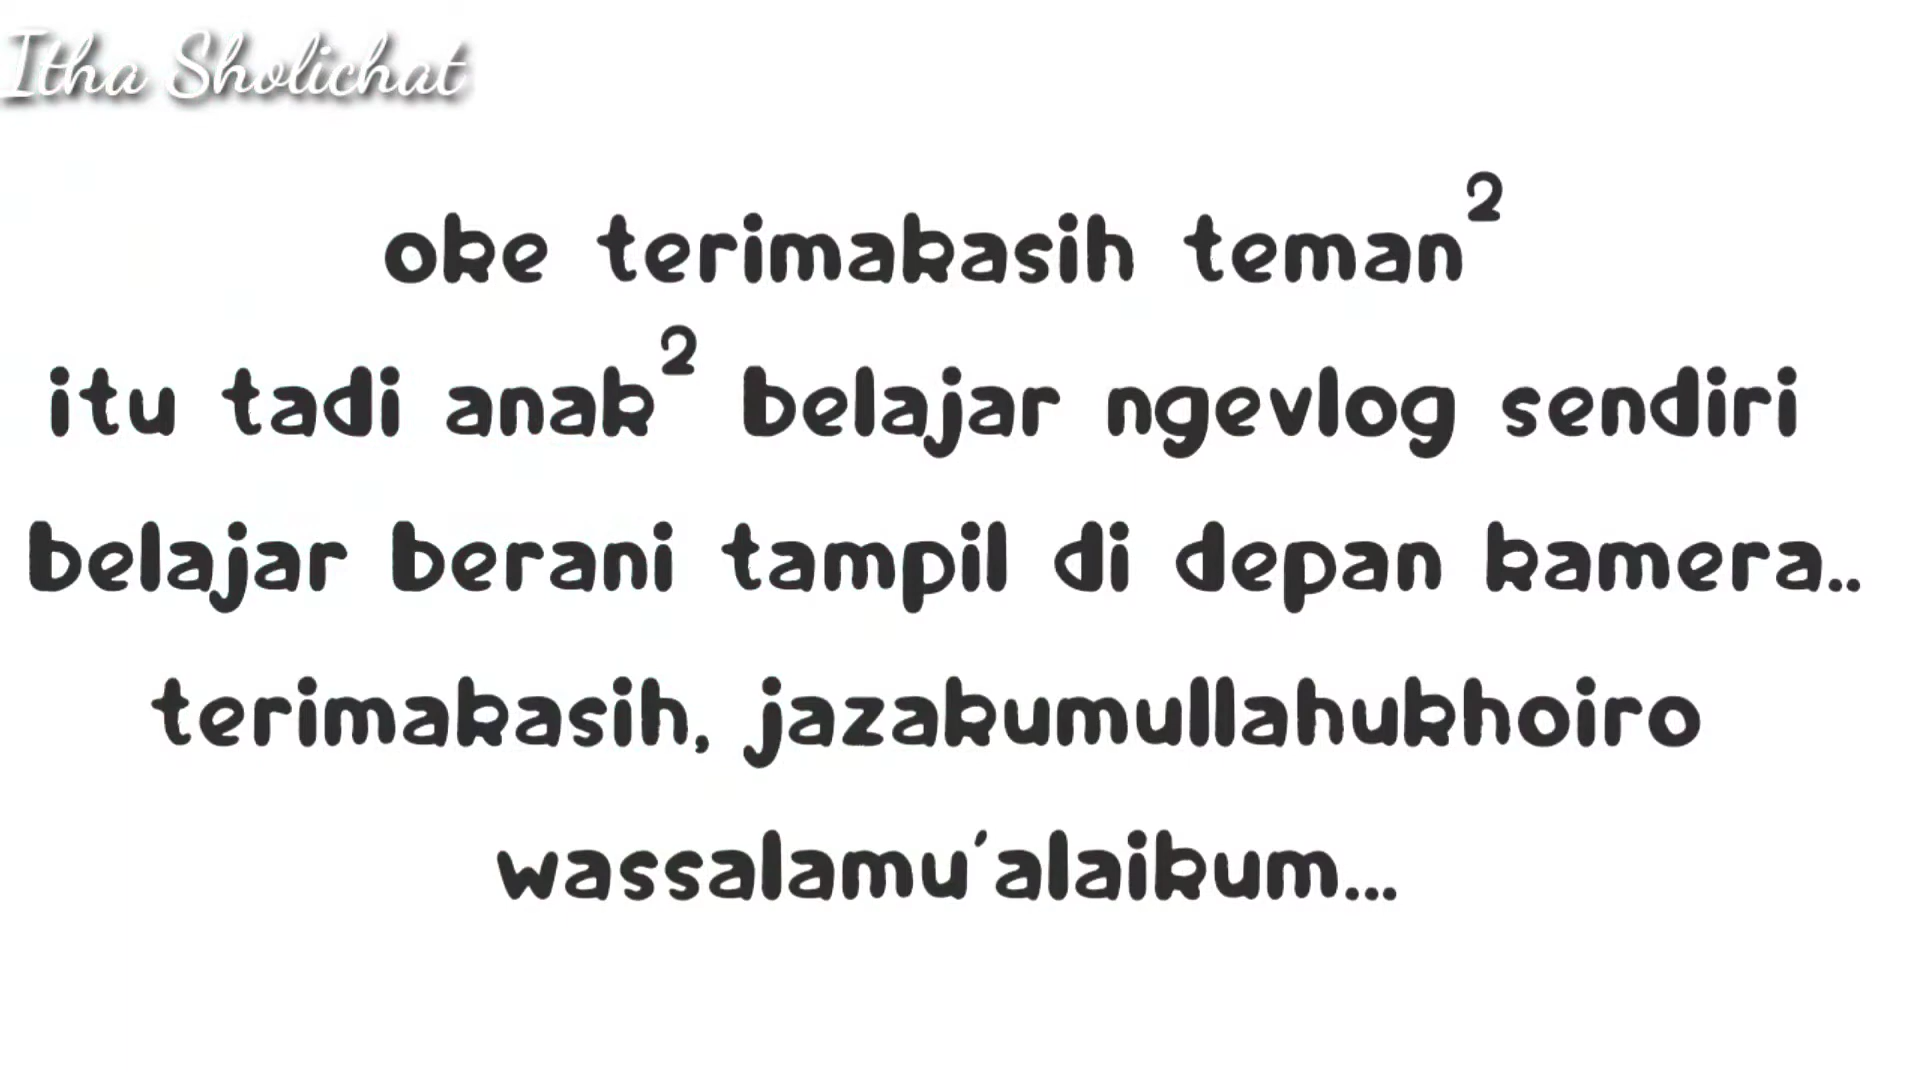 Itha Sholichat
oke terimakasih teman²
itu tadi anak² belajar ngevlog sendiri
belajar berani tampil di depan kamera..
terimakasih, jazakumullahukhoiro
wassalamu'alaikum...